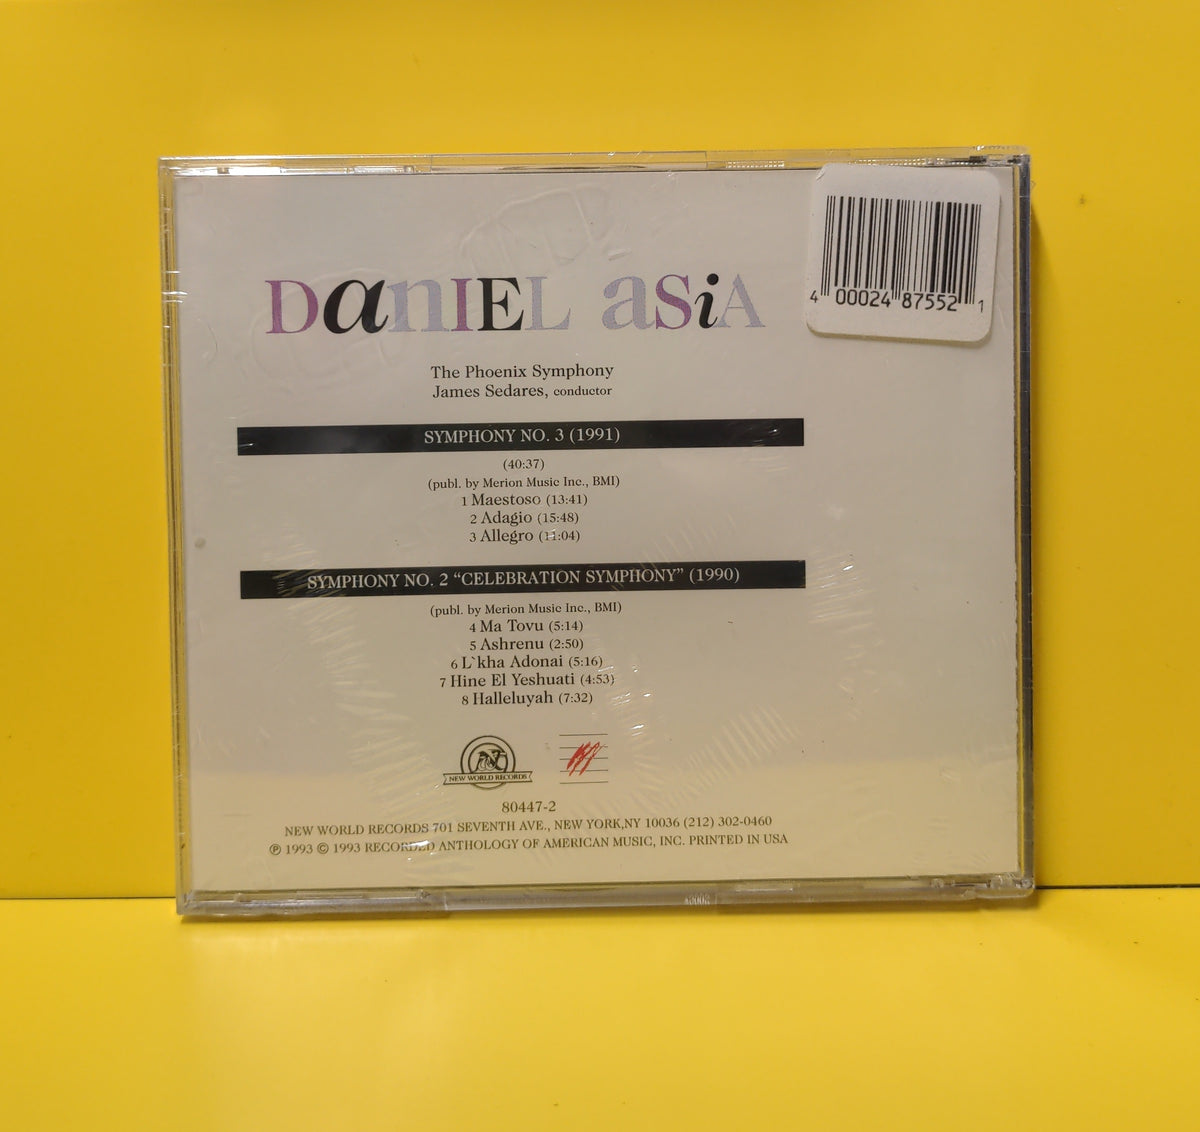 4 00024 87552 1
DanIEL aSiA
The Phoenix Symphony
James Sedares, conductor
SYMPHONY NO. 3 (1991)
(40:37)
(publ. by Merion Music Inc., BMI)
1 Maestoso (13:41)
2 Adagio (15:48)
3 Allegro (11:04)
SYMPHONY NO. 2 “CELEBRATION SYMPHONY” (1990)
(publ. by Merion Music Inc., BMI)
4 Ma Tovu (5:14)
5 Ashrenu (2:50)
6 L`kha Adonai (5:16)
7 Hine El Yeshuati (4:53)
8 Halleluyah (7:32)
NEW WORLD RECORDS
80447-2
NEW WORLD RECORDS 701 SEVENTH AVE., NEW YORK,NY 10036 (212) 302-0460
℗ 1993 © 1993 RECORDED ANTHOLOGY OF AMERICAN MUSIC, INC. PRINTED IN USA